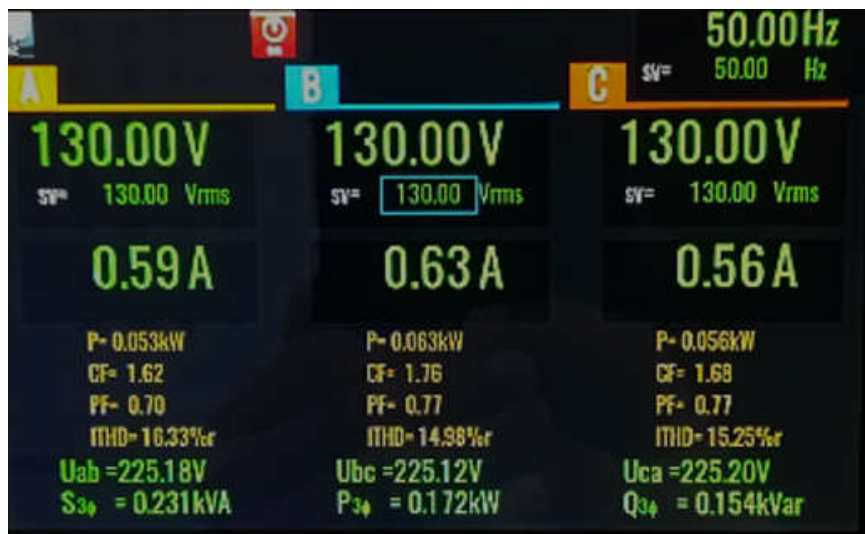 50.00Hz
sv= 50.00 Hz
A
B
C
130.00V
130.00V
130.00V
sv= 130.00 Vrms
sv= 130.00 Vrms
sv= 130.00 Vrms
0.59A
0.63A
0.56A
P= 0.053kW
P= 0.063kW
P= 0.056kW
CF= 1.62
CF= 1.76
CF= 1.68
PF= 0.70
PF= 0.77
PF= 0.77
ITHD=16.33%r
ITHD=14.98%r
ITHD=15.25%r
Uab =225.18V
Ubc =225.12V
Uca =225.20V
S3ϕ = 0.231kVA
P3ϕ = 0.172kW
Q3ϕ = 0.154kVar